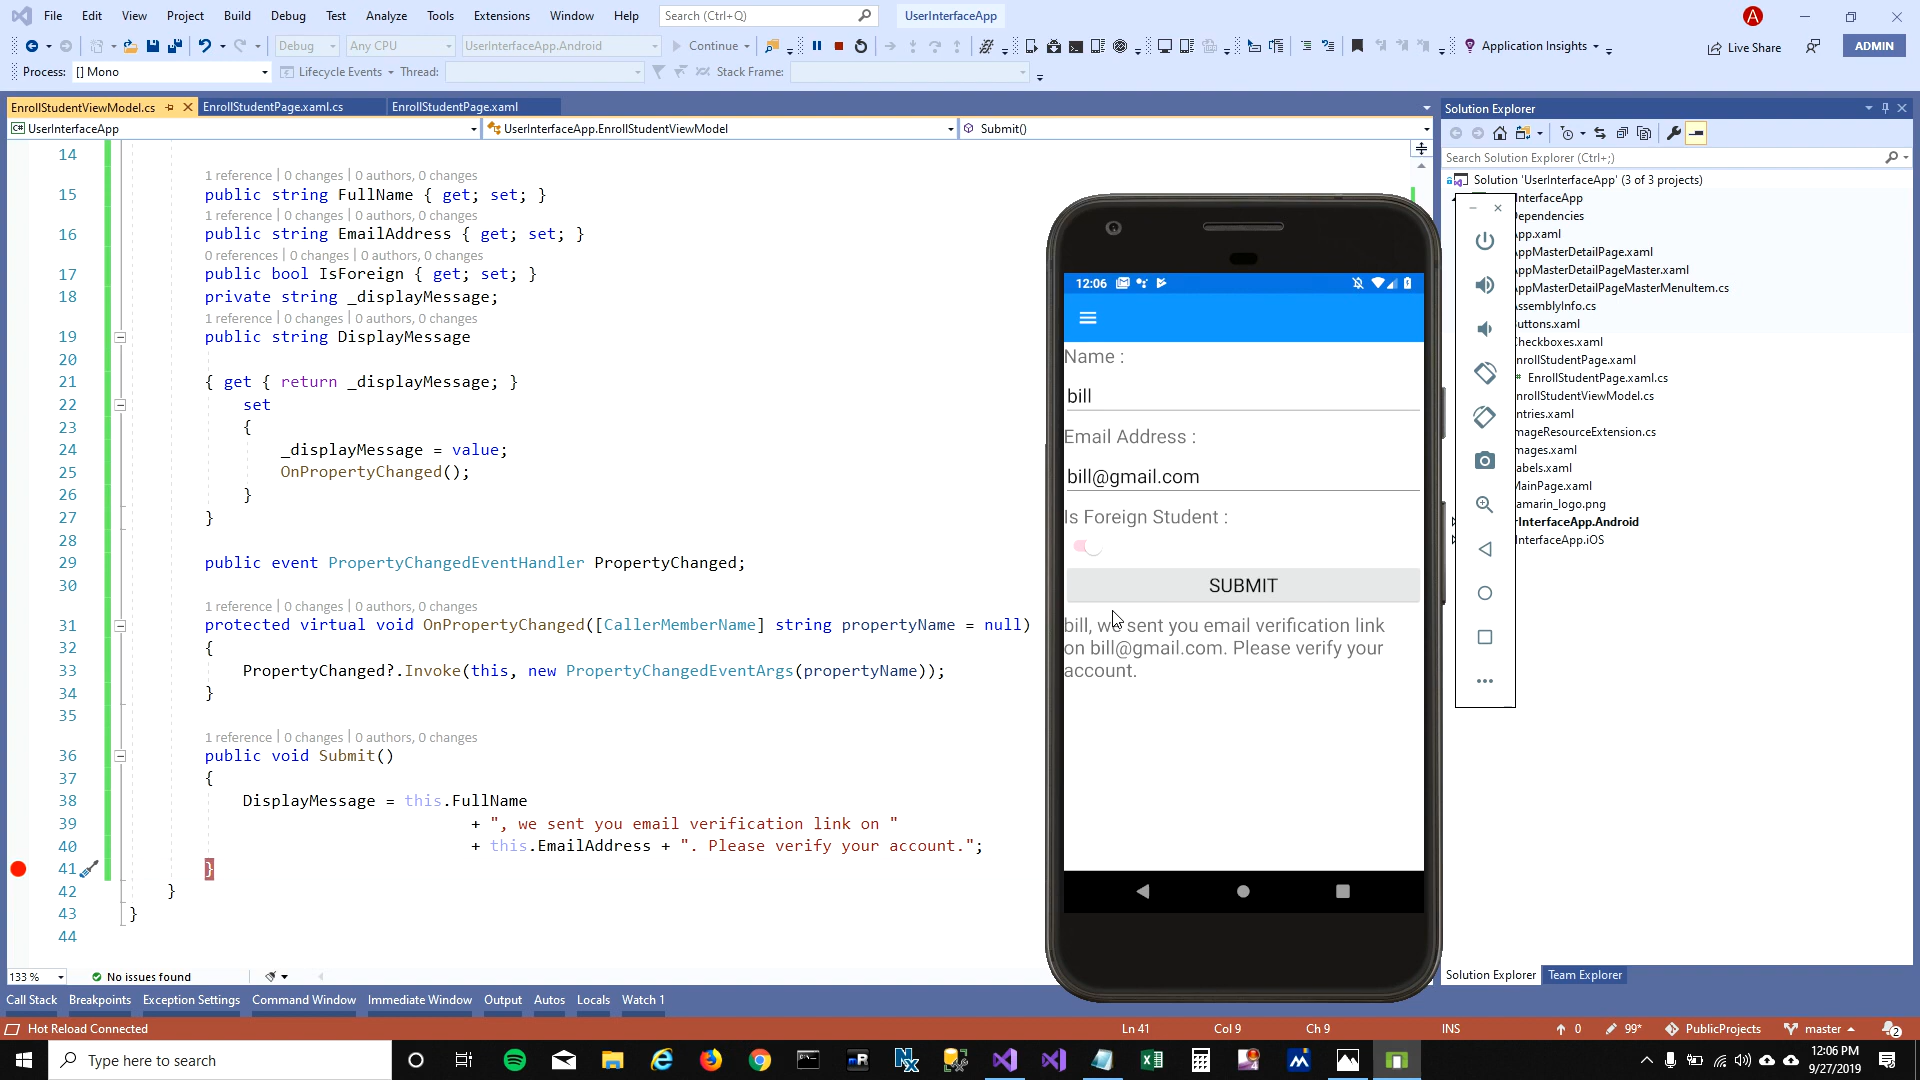 File Edit View Project Build Debug Test Analyze Tools Extensions Window Help Search (Ctrl+Q) UserInterfaceApp A
Debug Any CPU UserInterfaceApp.Android Continue Application Insights Live Share ADMIN
Process: [] Mono Lifecycle Events Thread: Stack Frame:
EnrollStudentViewModel.cs EnrollStudentPage.xaml.cs EnrollStudentPage.xaml
C# UserInterfaceApp UserInterfaceApp.EnrollStudentViewModel Submit()
14
1 reference | 0 changes | 0 authors, 0 changes
15 public string FullName { get; set; }
1 reference | 0 changes | 0 authors, 0 changes
16 public string EmailAddress { get; set; }
0 references | 0 changes | 0 authors, 0 changes
17 public bool IsForeign { get; set; }
18 private string _displayMessage;
1 reference | 0 changes | 0 authors, 0 changes
19 public string DisplayMessage
20
21 { get { return _displayMessage; }
22 set
23 {
24 _displayMessage = value;
25 OnPropertyChanged();
26 }
27 }
28
29 public event PropertyChangedEventHandler PropertyChanged;
30
1 reference | 0 changes | 0 authors, 0 changes
31 protected virtual void OnPropertyChanged([CallerMemberName] string propertyName = null)
32 {
33 PropertyChanged?.Invoke(this, new PropertyChangedEventArgs(propertyName));
34 }
35
1 reference | 0 changes | 0 authors, 0 changes
36 public void Submit()
37 {
38 DisplayMessage = this.FullName
39 + ", we sent you email verification link on "
40 + this.EmailAddress + ". Please verify your account.";
41 }
42 }
43 }
44
12:06
Name :
bill
Email Address :
bill@gmail.com
Is Foreign Student :
SUBMIT
bill, we sent you email verification link
on bill@gmail.com. Please verify your
account.
Solution Explorer
Search Solution Explorer (Ctrl+;)
Solution 'UserInterfaceApp' (3 of 3 projects)
InterfaceApp
Dependencies
App.xaml
AppMasterDetailPage.xaml
AppMasterDetailPageMaster.xaml
AppMasterDetailPageMasterMenuItem.cs
AssemblyInfo.cs
uttons.xaml
Checkboxes.xaml
nrollStudentPage.xaml
EnrollStudentPage.xaml.cs
nrollStudentViewModel.cs
ntries.xaml
mageResourceExtension.cs
mages.xaml
abels.xaml
MainPage.xaml
amarin_logo.png
rInterfaceApp.Android
InterfaceApp.iOS
133 % No issues found
Solution Explorer Team Explorer
Call Stack Breakpoints Exception Settings Command Window Immediate Window Output Autos Locals Watch 1
Hot Reload Connected Ln 41 Col 9 Ch 9 INS 0 99* PublicProjects master 2
Type here to search 12:06 PM
9/27/2019